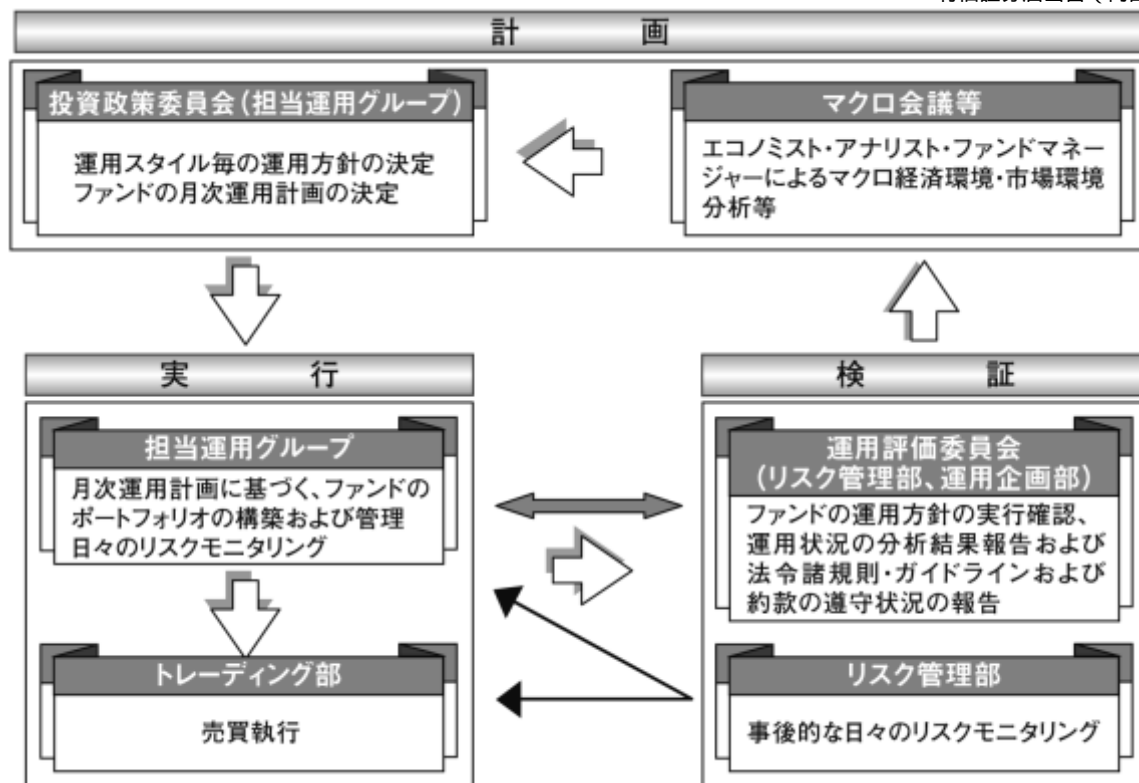 計 画
投資政策委員会(担当運用グループ)
運用スタイル毎の運用方針の決定
ファンドの月次運用計画の決定
マクロ会議等
エコノミスト・アナリスト・ファンドマネー
ジャーによるマクロ経済環境・市場環境
分析等
実 行
担当運用グループ
月次運用計画に基づく、ファンドの
ポートフォリオの構築および管理
日々のリスクモニタリング
トレーディング部
売買執行
検 証
運用評価委員会
(リスク管理部、運用企画部)
ファンドの運用方針の実行確認、
運用状況の分析結果報告および
法令諸規則・ガイドラインおよび
約款の遵守状況の報告
リスク管理部
事後的な日々のリスクモニタリング